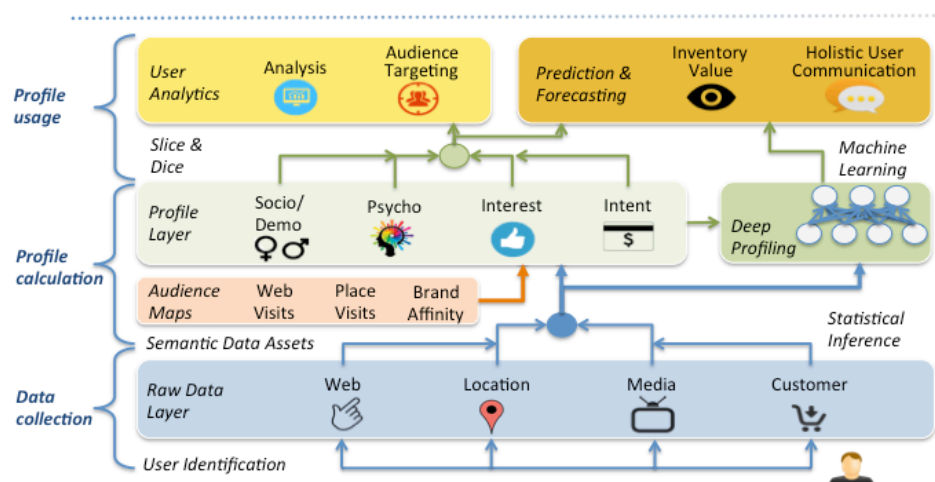 Profile
usage
User
Analytics
Analysis
Audience
Targeting
Prediction &
Forecasting
Inventory
Value
Holistic User
Communication
Slice &
Dice
Machine
Learning
Profile
calculation
Profile
Layer
Socio/
Demo
Psycho
Interest
Intent
$
Deep
Profiling
Audience
Maps
Web
Visits
Place
Visits
Brand
Affinity
Semantic Data Assets
Statistical
Inference
Data
collection
Raw Data
Layer
Web
Location
Media
Customer
User Identification